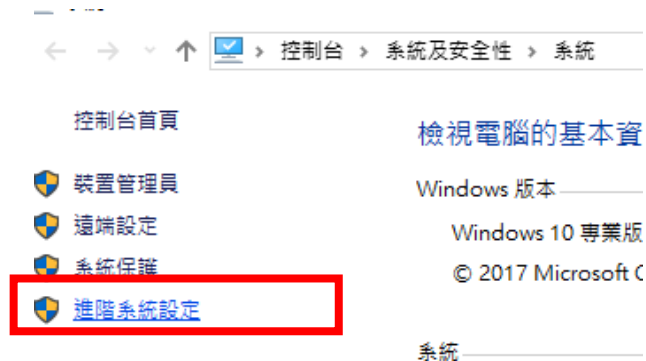 控制台 › 系統及安全性 › 系統
控制台首頁
裝置管理員
遠端設定
系統保護
進階系統設定
檢視電腦的基本資
Windows 版本
Windows 10 專業版
© 2017 Microsoft
系統